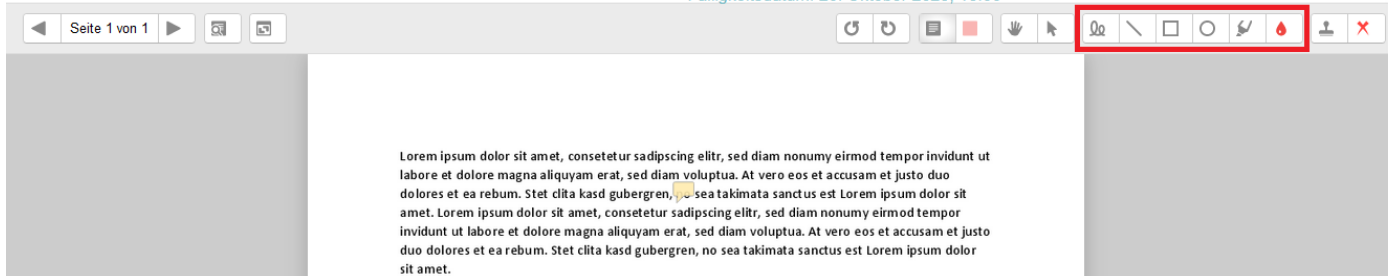 Seite 1 von 1
Lorem ipsum dolor sit amet, consetetur sadipscing elitr, sed diam nonumy eirmod tempor invidunt ut
labore et dolore magna aliquyam erat, sed diam voluptua. At vero eos et accusam et justo duo
dolores et ea rebum. Stet clita kasd gubergren, no sea takimata sanctus est Lorem ipsum dolor sit
amet. Lorem ipsum dolor sit amet, consetetur sadipscing elitr, sed diam nonumy eirmod tempor
invidunt ut labore et dolore magna aliquyam erat, sed diam voluptua. At vero eos et accusam et justo
duo dolores et ea rebum. Stet clita kasd gubergren, no sea takimata sanctus est Lorem ipsum dolor
sit amet.